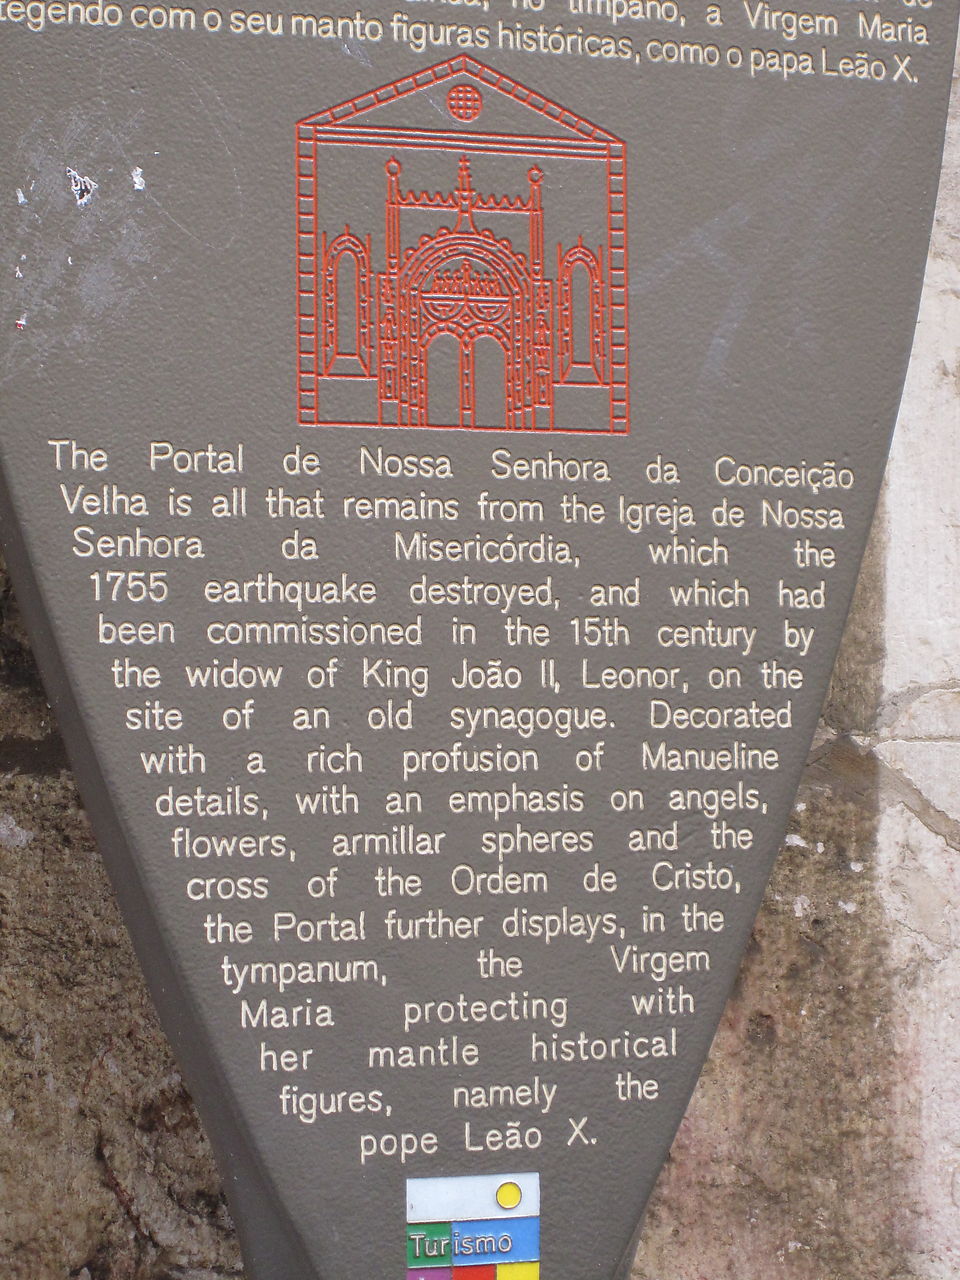 no tímpano, a Virgem Maria
tegendo com o seu manto figuras históricas, como o papa Leão X.
The Portal de Nossa Senhora da Conceição
Velha is all that remains from the Igreja de Nossa
Senhora da Misericórdia, which the
1755 earthquake destroyed, and which had
been commissioned in the 15th century by
the widow of King João II, Leonor, on the
site of an old synagogue. Decorated
with a rich profusion of Manueline
details, with an emphasis on angels,
flowers, armillar spheres and the
cross of the Ordem de Cristo,
the Portal further displays, in the
tympanum, the Virgem
Maria protecting with
her mantle historical
figures, namely the
pope Leão X.
Turismo